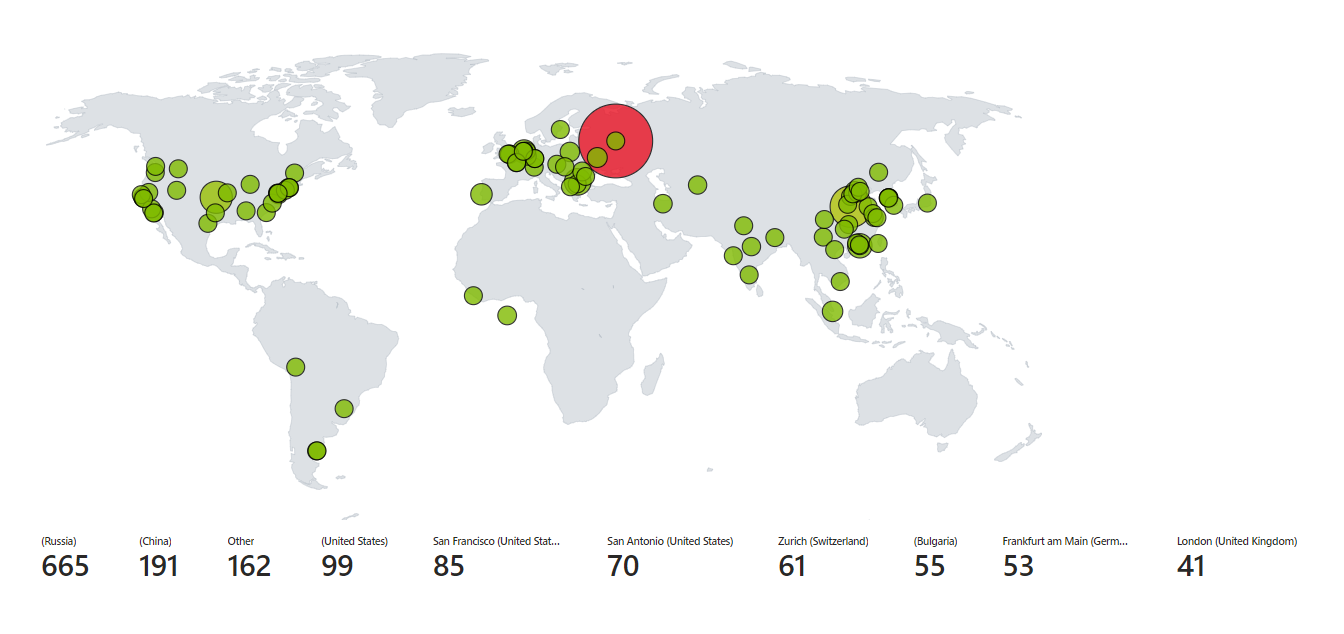 (Russia) (China) Other (United States) San Francisco (United Stat... San Antonio (United States) Zurich (Switzerland) (Bulgaria) Frankfurt am Main (Germ... London (United Kingdom)
665 191 162 99 85 70 61 55 53 41